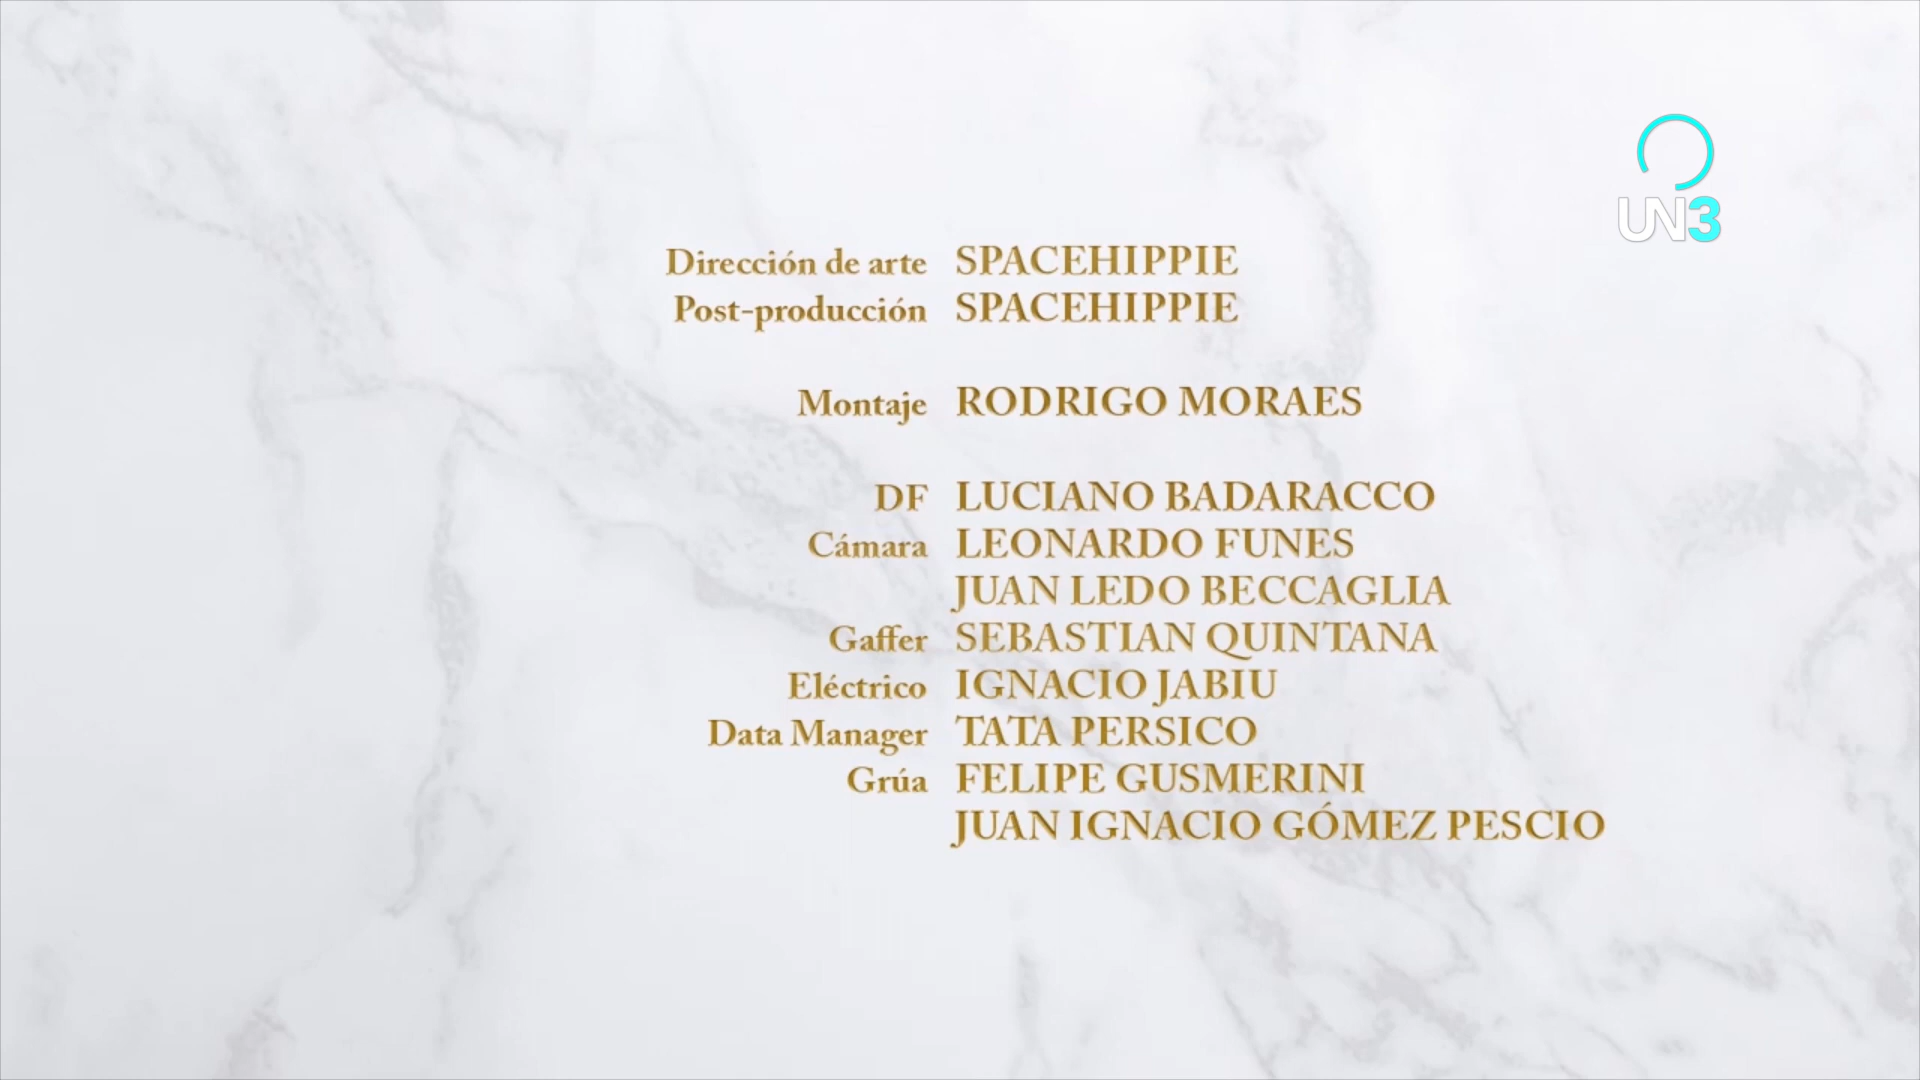 UN3
Dirección de arte SPACEHIPPIE
Post-producción SPACEHIPPIE
Montaje RODRIGO MORAES
DF LUCIANO BADARACCO
Cámara LEONARDO FUNES
JUAN LEDO BECCAGLIA
Gaffer SEBASTIAN QUINTANA
Eléctrico IGNACIO JABIU
Data Manager TATA PERSICO
Grúa FELIPE GUSMERINI
JUAN IGNACIO GÓMEZ PESCIO